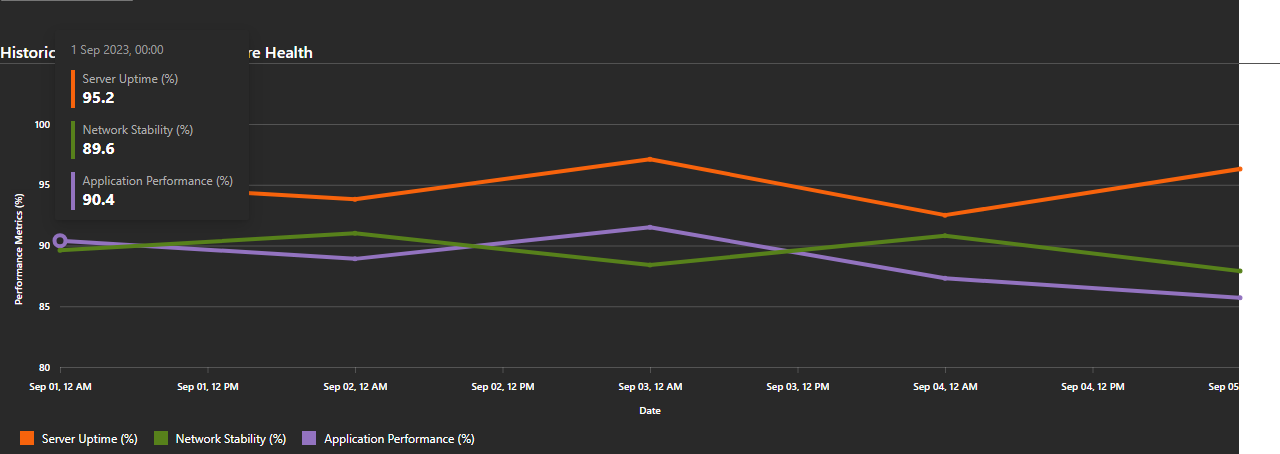 1 Sep 2023, 00:00
Historic re Health
Server Uptime (%)
95.2
Network Stability (%)
89.6
Application Performance (%)
90.4
100
95
90
85
80
Performance Metrics (%)
Sep 01, 12 AM Sep 01, 12 PM Sep 02, 12 AM Sep 02, 12 PM Sep 03, 12 AM Sep 03, 12 PM Sep 04, 12 AM Sep 04, 12 PM Sep 05
Date
Server Uptime (%) Network Stability (%) Application Performance (%)